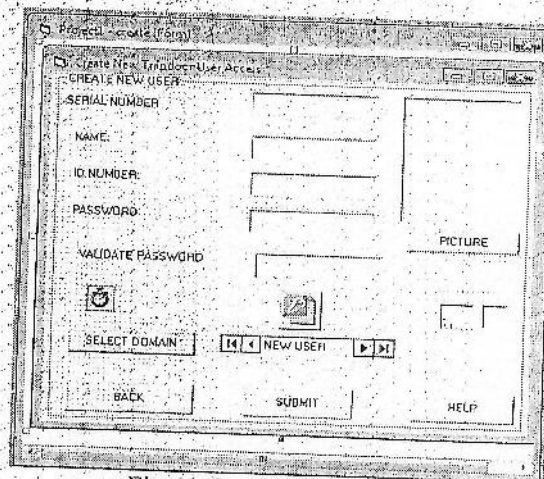 Project1 - create (Form)
Create New Trapdoor User Access
CREATE NEW USER
SERIAL NUMBER
NAME:
ID NUMBER:
PASSWORD:
VALIDATE PASSWORD
PICTURE
SELECT DOMAIN
NEW USER
BACK
SUBMIT
HELP